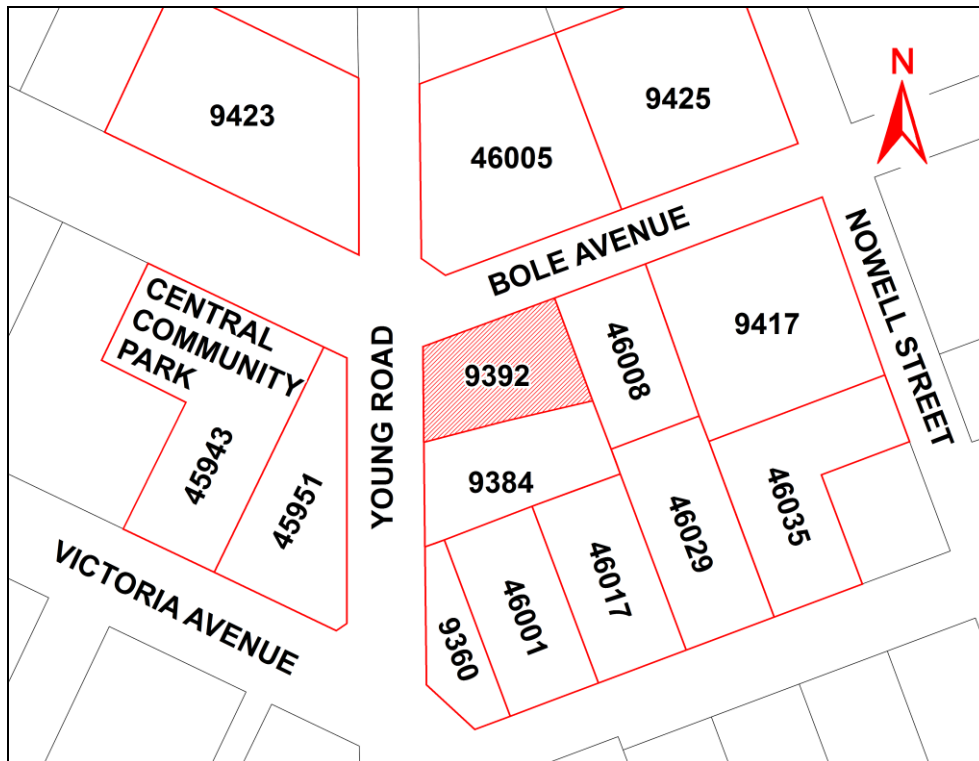 N
9423
46005
9425
BOLE AVENUE
NOWELL STREET
CENTRAL
COMMUNITY
PARK
YOUNG ROAD
9392
46008
9417
45943
45951
9384
46029
46035
VICTORIA AVENUE
9360
46001
46017